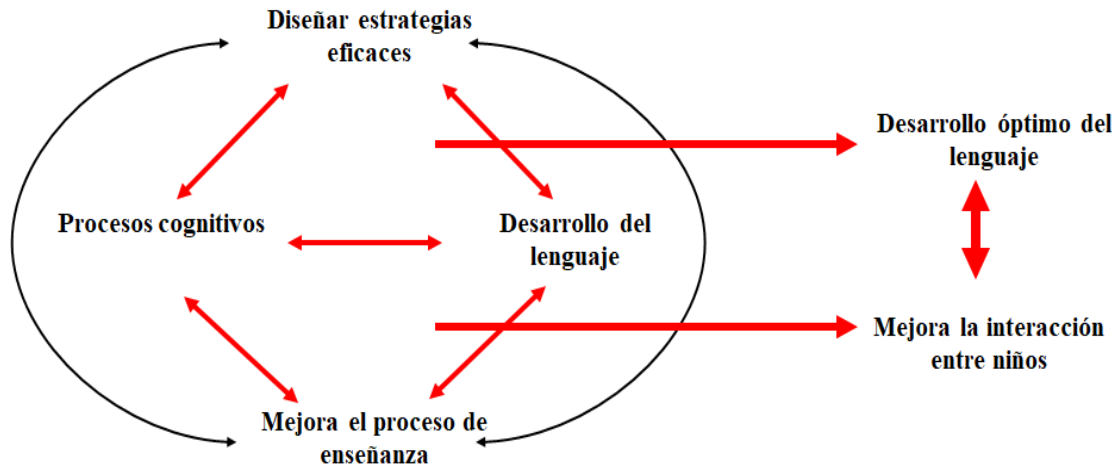 Diseñar estrategias
eficaces
Procesos cognitivos
Desarrollo del
lenguaje
Mejora el proceso de
enseñanza
Desarrollo óptimo del
lenguaje
Mejora la interacción
entre niños